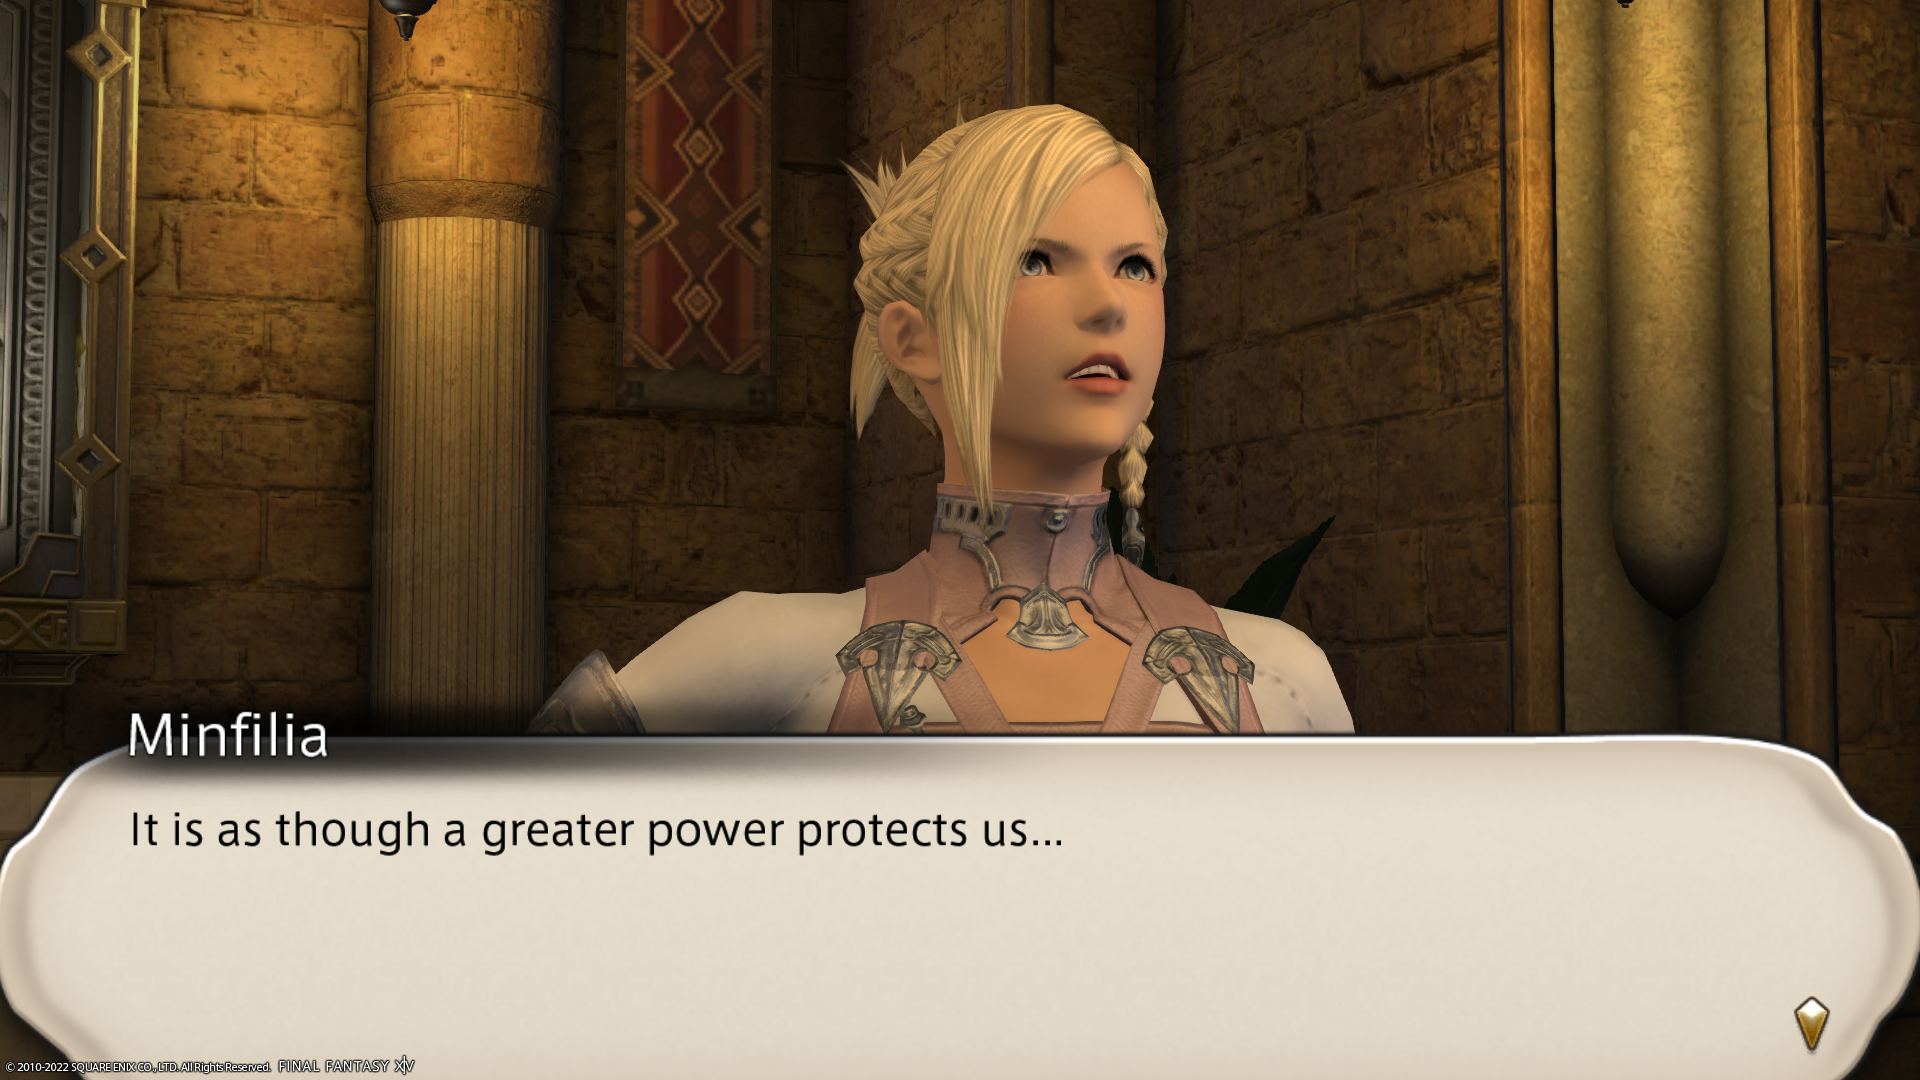 Minfilia
It is as though a greater power protects us...
© 2010-2022 SQUARE ENIX CO., LTD. All Rights Reserved. FINAL FANTASY XIV